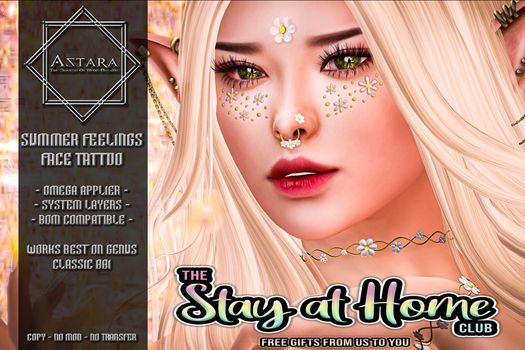 ASTARA
SUMMER FEELINGS
FACE TATTOO
- OMEGA APPLIER -
- SYSTEM LAYERS -
- BOM COMPATIBLE -
WORKS BEST ON GENUS
CLASSIC 001
COPY - NO MOD - NO TRANSFER
THE
Stay at Home
CLUB
FREE GIFTS FROM US TO YOU